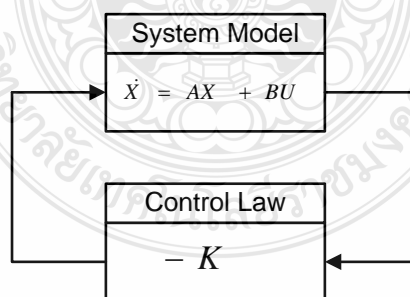 System Model
Ẋ = AX + BU
Control Law
− K